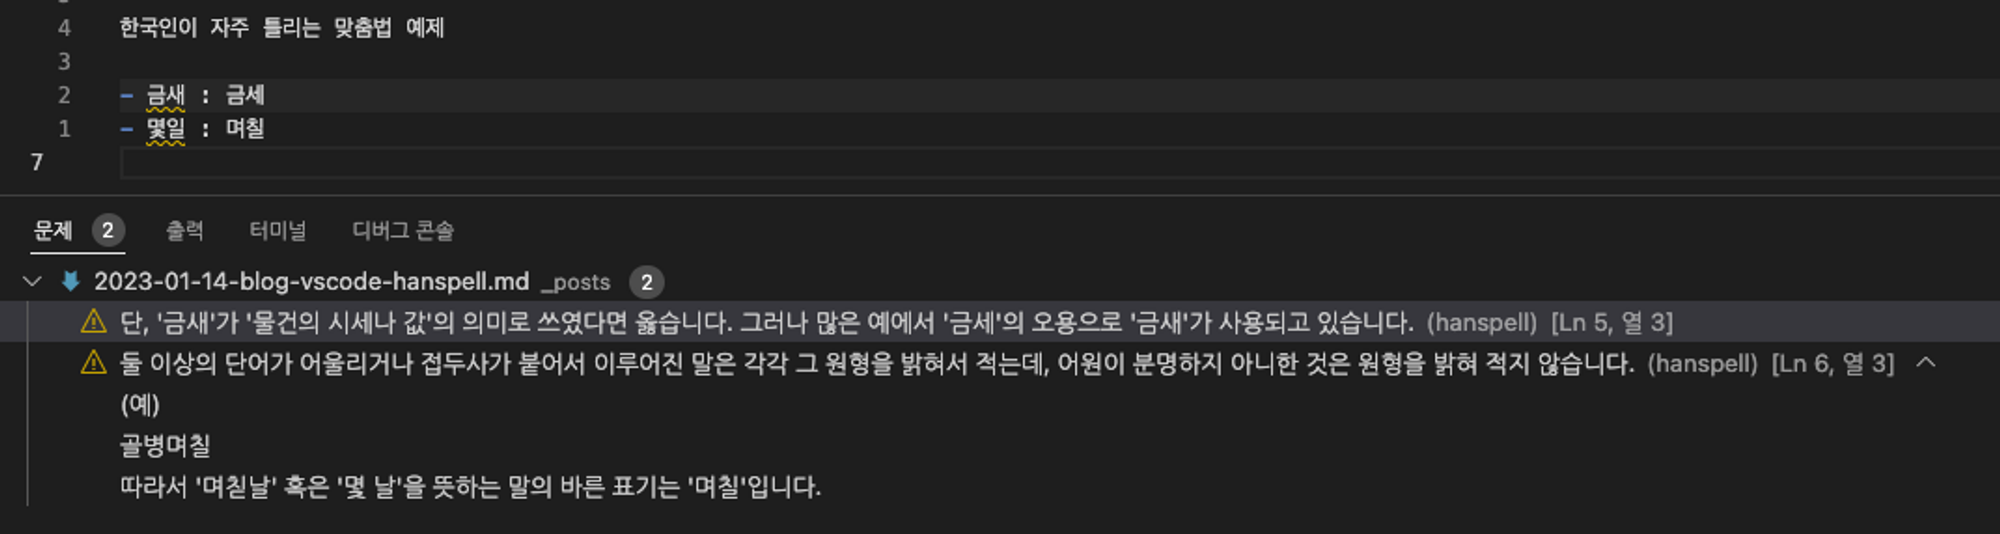 4 한국인이 자주 틀리는 맞춤법 예제
3
2 - 금새 : 금세
1 - 몇일 : 며칠
7
문제 2 출력 터미널 디버그 콘솔
2023-01-14-blog-vscode-hanspell.md _posts 2
단, '금새'가 '물건의 시세나 값'의 의미로 쓰였다면 옳습니다. 그러나 많은 예에서 '금세'의 오용으로 '금새'가 사용되고 있습니다. (hanspell) [Ln 5, 열 3]
둘 이상의 단어가 어울리거나 접두사가 붙어서 이루어진 말은 각각 그 원형을 밝혀서 적는데, 어원이 분명하지 아니한 것은 원형을 밝혀 적지 않습니다. (hanspell) [Ln 6, 열 3]
(예)
골병며칠
따라서 '며칟날' 혹은 '몇 날'을 뜻하는 말의 바른 표기는 '며칠'입니다.